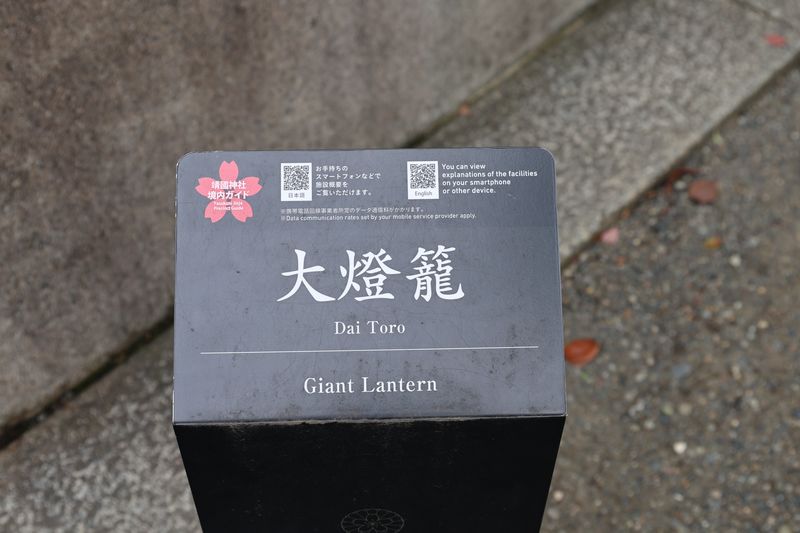 靖國神社
境内ガイド
Yasukuni Jinja
Precinct Guide
日本語
お手持ちの
スマートフォンなどで
施設概要を
ご覧いただけます。
English
You can view
explanations of the facilities
on your smartphone
or other device.
※携帯電話回線事業者所定のデータ通信料がかかります。
※Data communication rates set by your mobile service provider apply.
大燈籠
Dai Toro
Giant Lantern